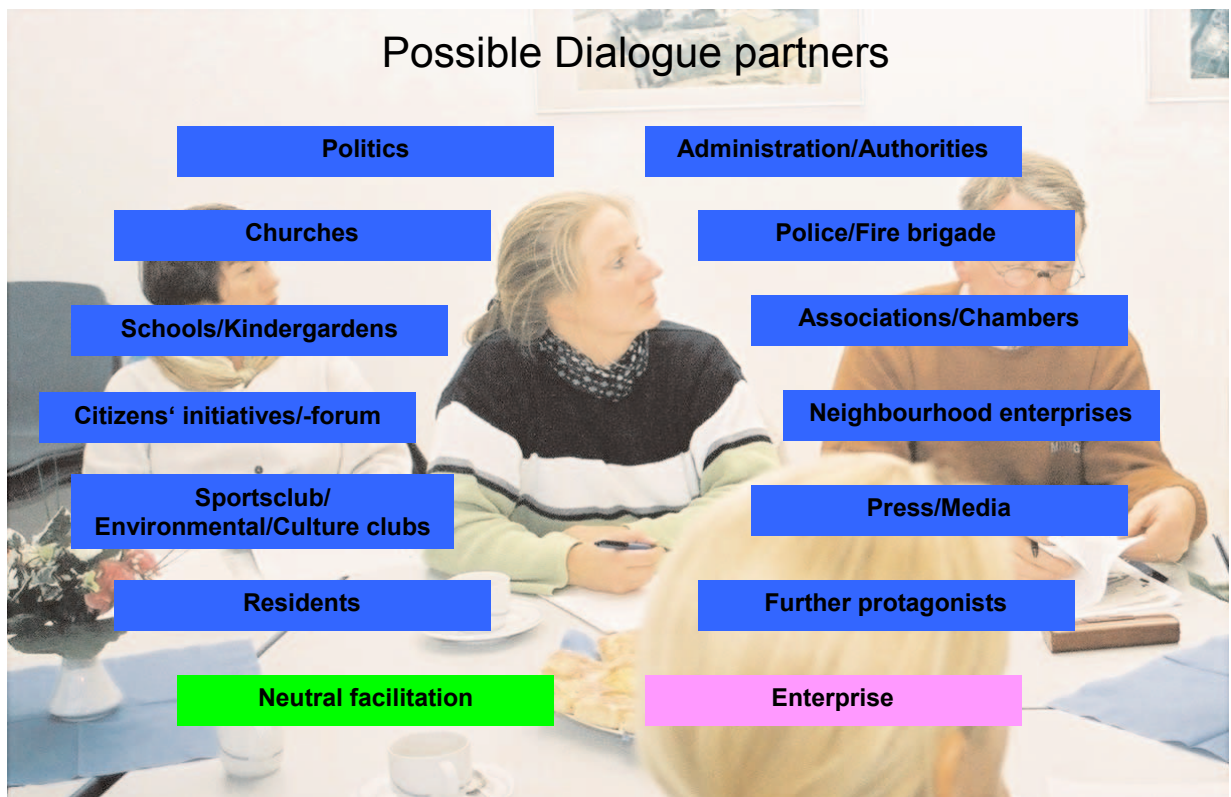 Possible Dialogue partners
Politics
Administration/Authorities
Churches
Police/Fire brigade
Schools/Kindergardens
Associations/Chambers
Citizens‘ initiatives/-forum
Neighbourhood enterprises
Sportsclub/
Environmental/Culture clubs
Press/Media
Residents
Further protagonists
Neutral facilitation
Enterprise